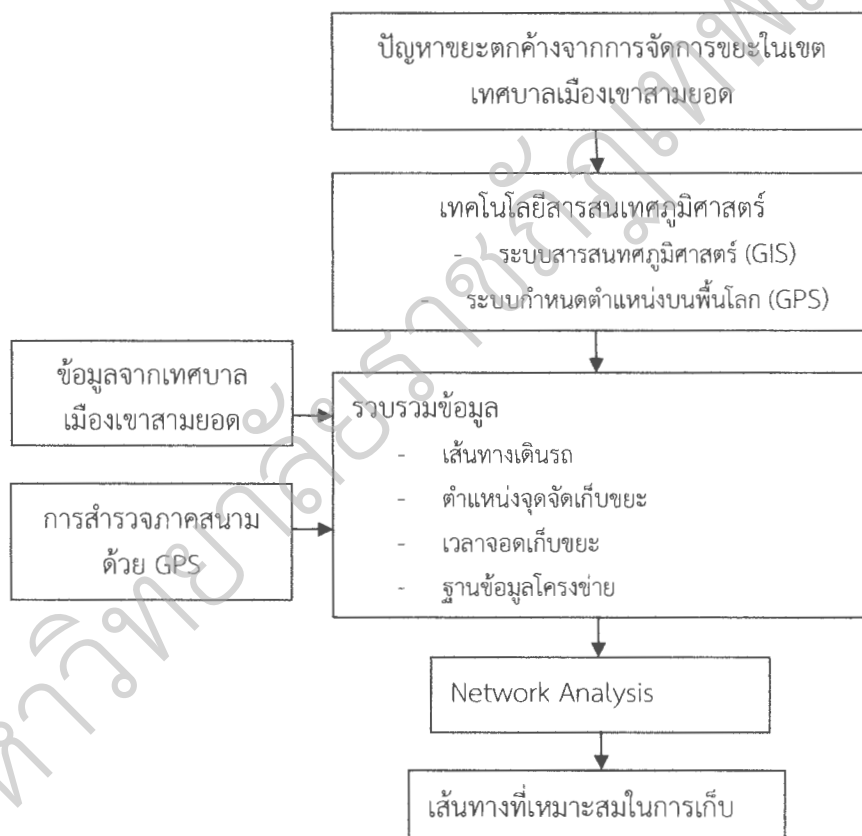 ปัญหาขยะตกค้างจากการจัดการขยะในเขต
เทศบาลเมืองเขาสามยอด
เทคโนโลยีสารสนเทศภูมิศาสตร์
- ระบบสารสนทศภูมิศาสตร์ (GIS)
- ระบบกำหนดตำแหน่งบนพื้นโลก (GPS)
ข้อมูลจากเทศบาล
เมืองเขาสามยอด
การสำรวจภาคสนาม
ด้วย GPS
รวบรวมข้อมูล
- เส้นทางเดินรถ
- ตำแหน่งจุดจัดเก็บขยะ
- เวลาจอดเก็บขยะ
- ฐานข้อมูลโครงข่าย
Network Analysis
เส้นทางที่เหมาะสมในการเก็บ